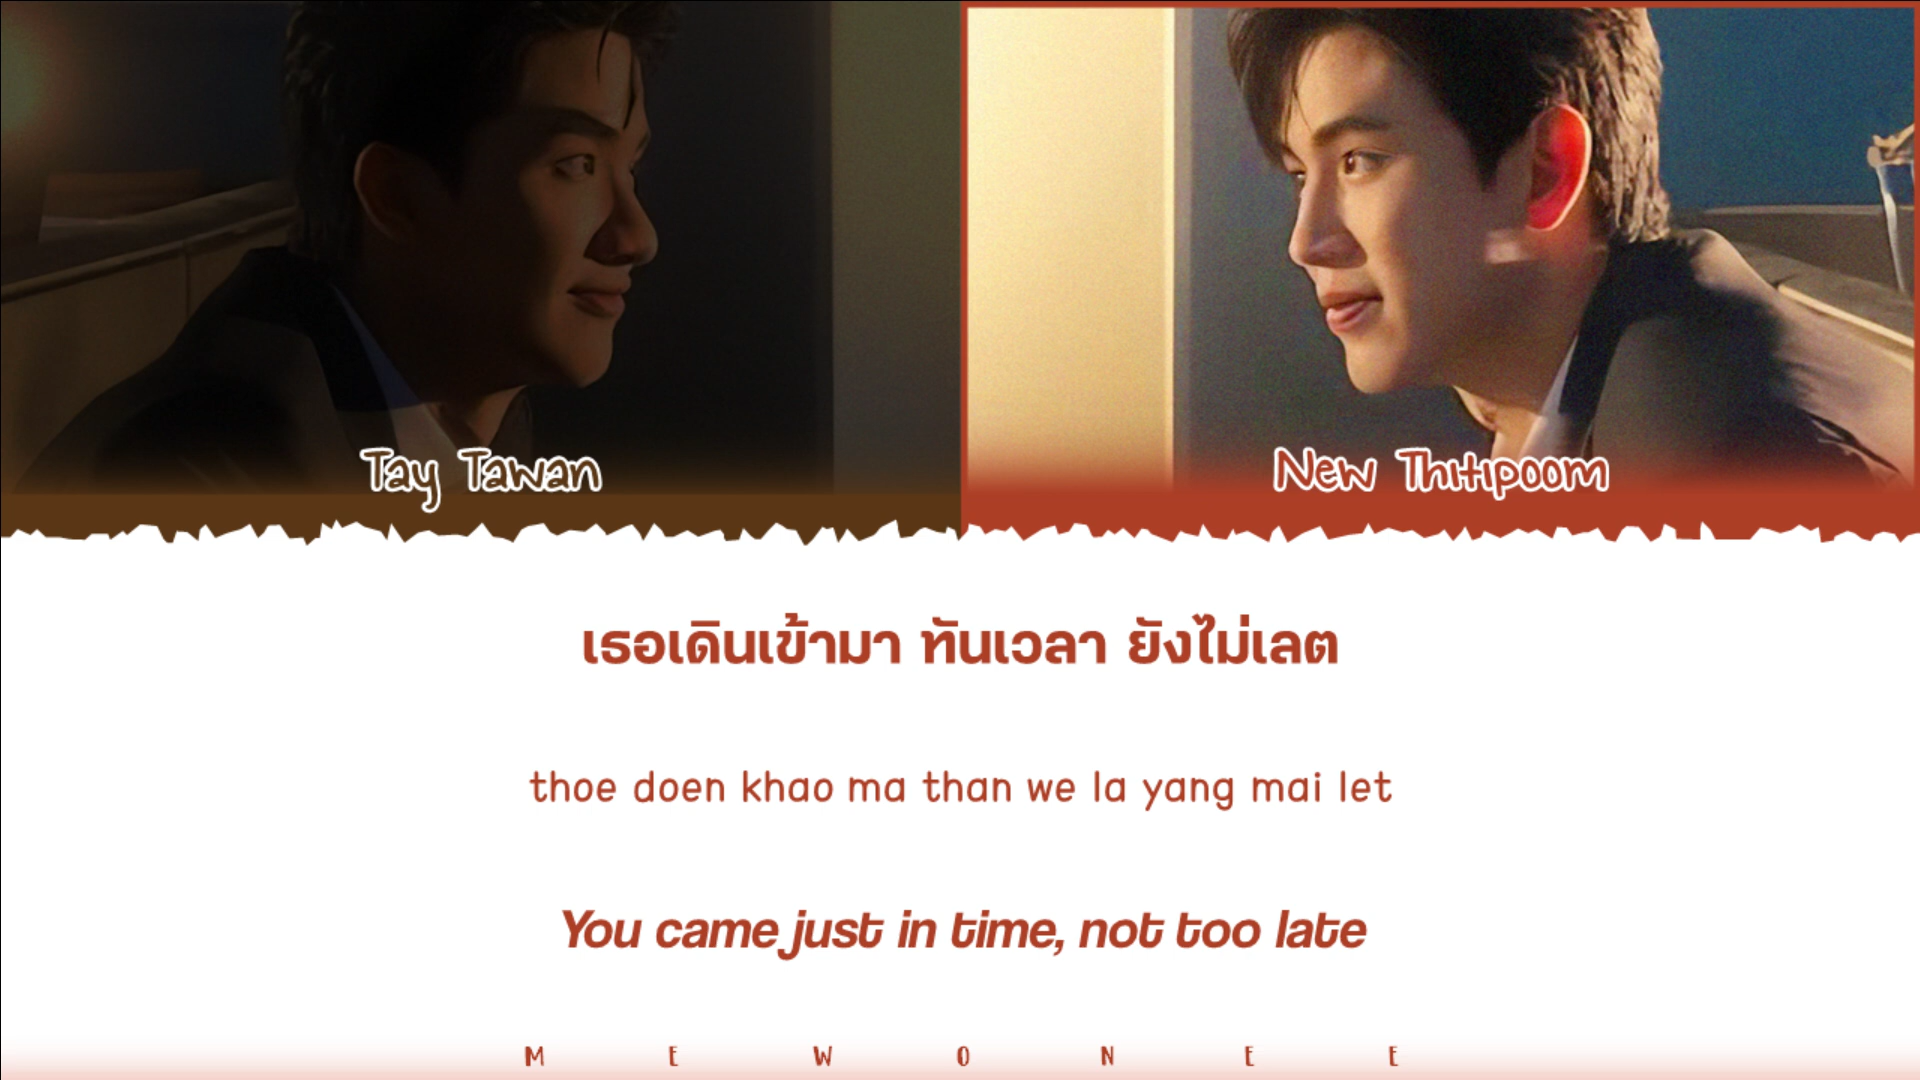 Tay Tawan
New Thitipoom
เธอเดินเข้ามา ทันเวลา ยังไม่เลต
thoe doen khao ma than we la yang mai let
You came just in time, not too late
MEWONEE